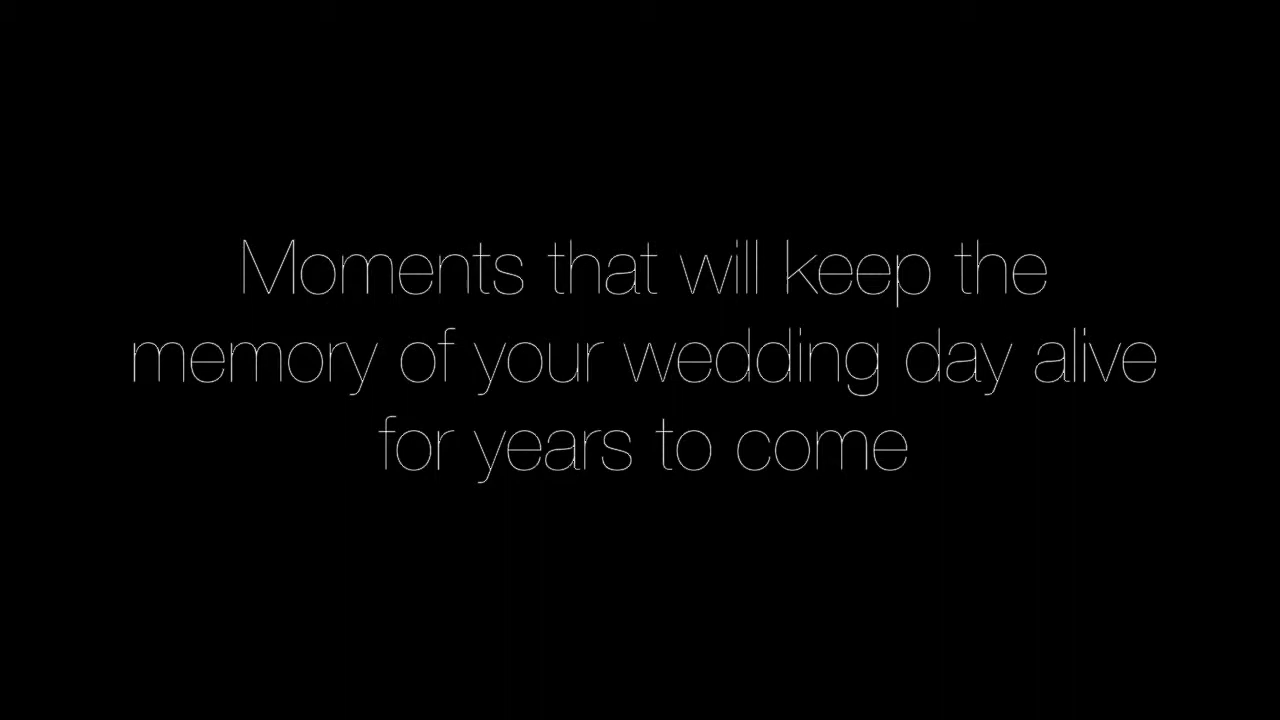 Moments that will keep the
memory of your wedding day alive
for years to come